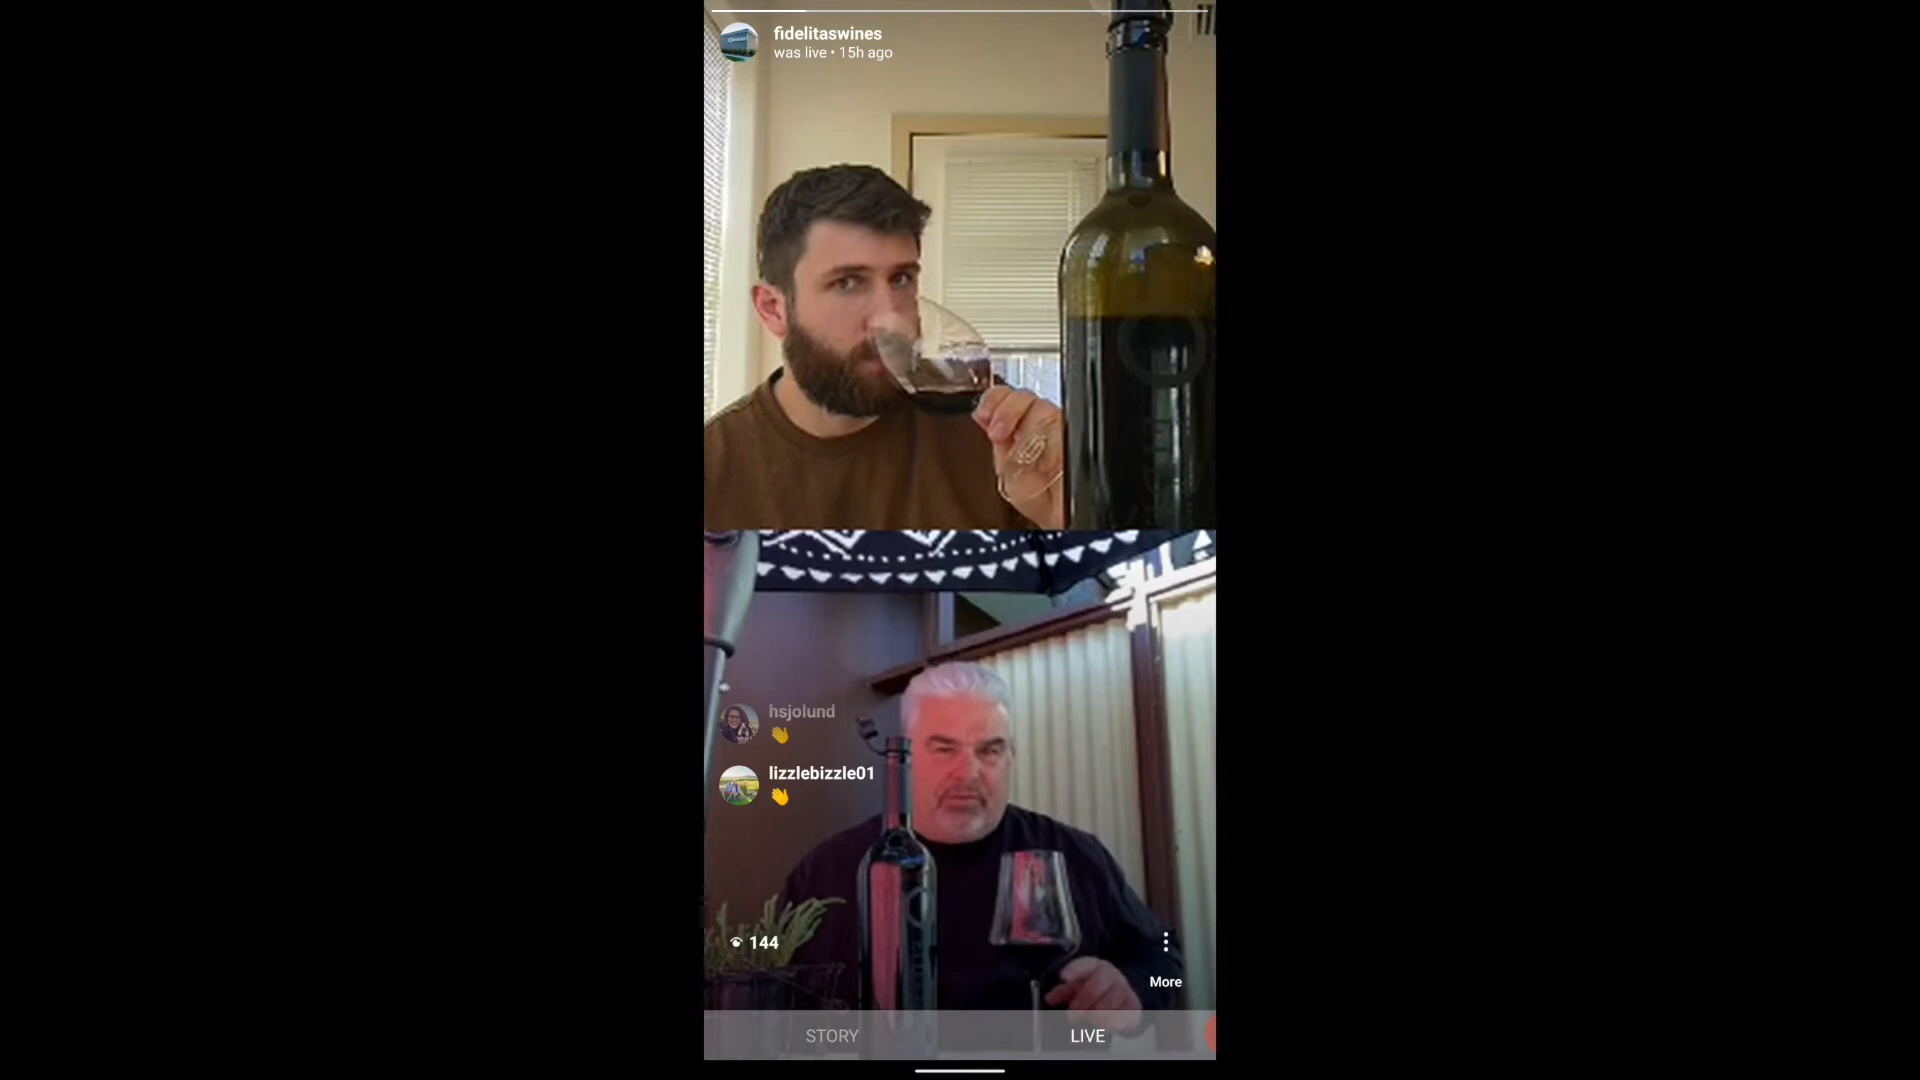 fidelitaswines
was live • 15h ago
hsjolund
👏
lizzlebizzle01
👏
144
More
STORY
LIVE